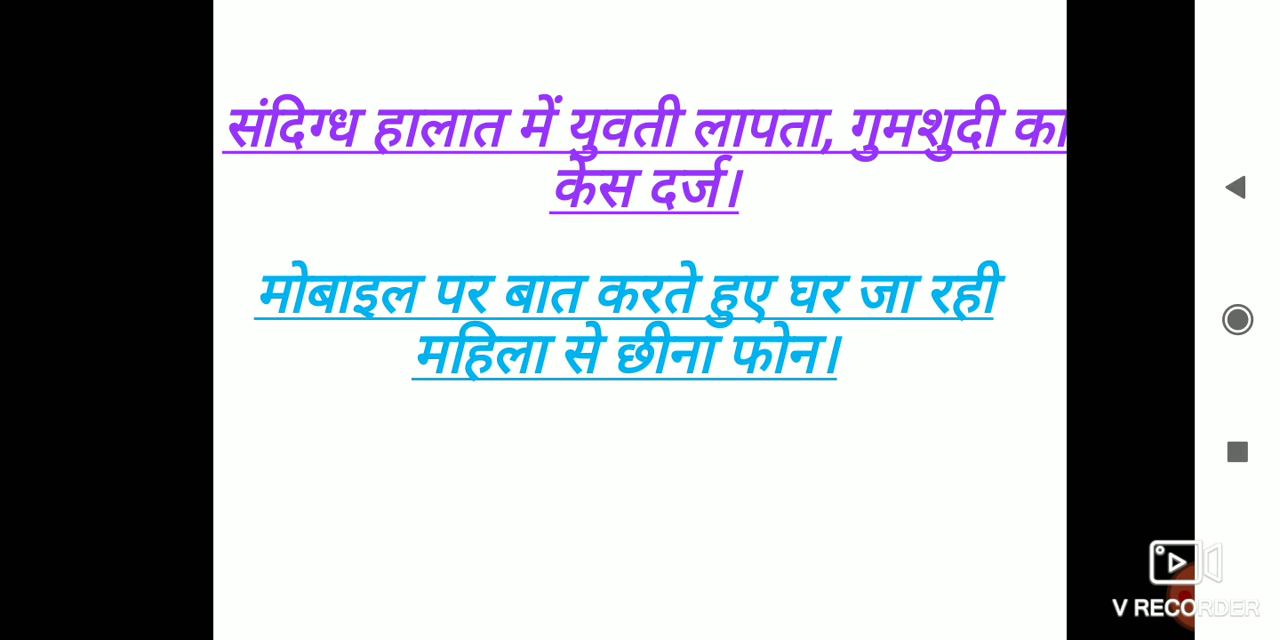 संदिग्ध हालात में युवती लापता, गुमशुदी का
केस दर्ज।
मोबाइल पर बात करते हुए घर जा रही
महिला से छीना फोन।
V RECORDER